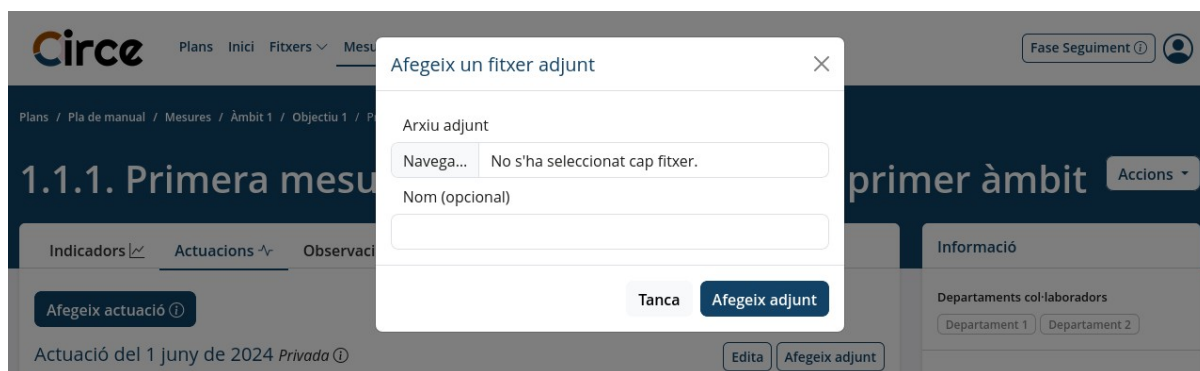 Circe Plans Inici Fitxers Mesu Fase Seguiment
Afegeix un fitxer adjunt
Plans / Pla de manual / Mesures / Àmbit 1 / Objectiu 1 / P
Arxiu adjunt
Navega... No s'ha seleccionat cap fitxer.
1.1.1. Primera mesu primer àmbit Accions
Nom (opcional)
Indicadors Actuacions Observaci Informació
Tanca Afegeix adjunt
Afegeix actuació
Departaments col·laboradors
Departament 1 Departament 2
Actuació del 1 juny de 2024 Privada Edita Afegeix adjunt